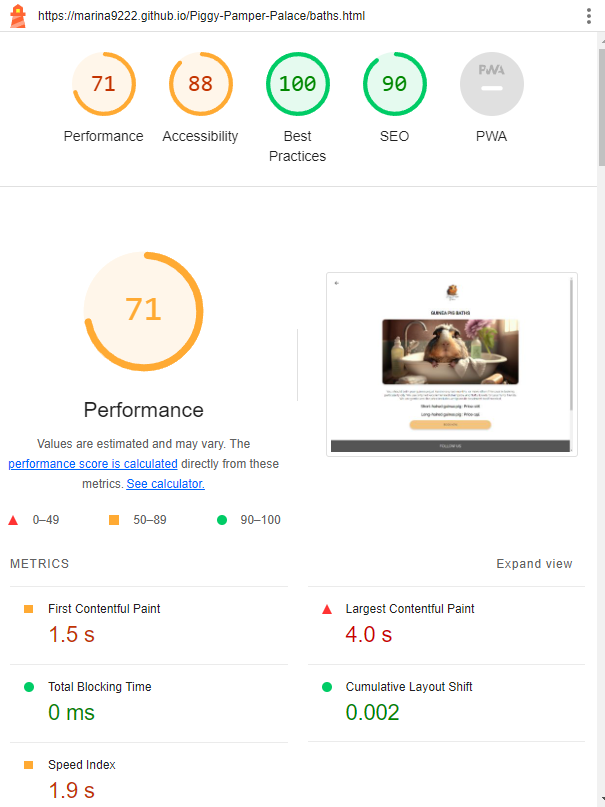 https://marina9222.github.io/Piggy-Pamper-Palace/baths.html
71
88
100
90
PWA
Performance
Accessibility
Best
Practices
SEO
PWA
71
Performance
Values are estimated and may vary. The
performance score is calculated directly from these
metrics. See calculator.
0–49
50–89
90–100
GUINEA PIG BATHS
FOLLOW US
METRICS
Expand view
First Contentful Paint
1.5 s
Largest Contentful Paint
4.0 s
Total Blocking Time
0 ms
Cumulative Layout Shift
0.002
Speed Index
1.9 s